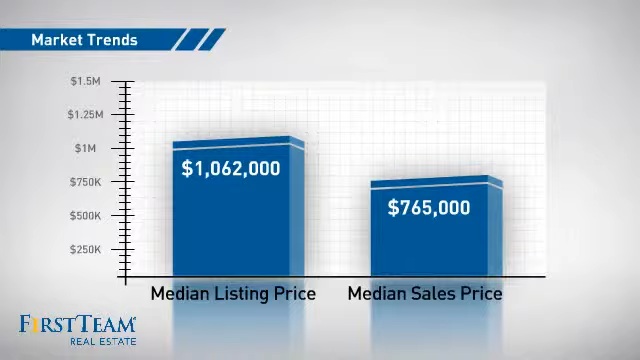 Market Trends
$1.5M
$1.25M
$1M
$750K
$500K
$250K
$1,062,000
$765,000
Median Listing Price
Median Sales Price
FIRSTTEAM®
REAL ESTATE